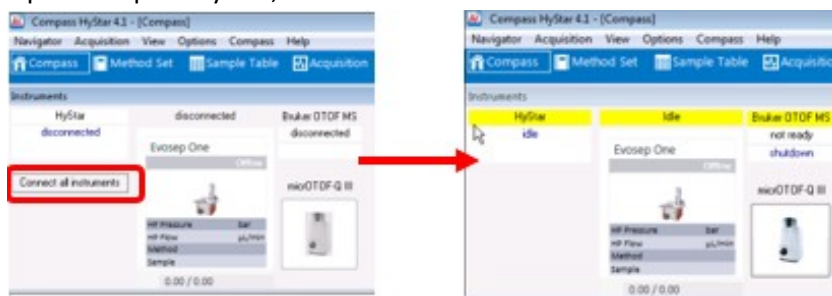 Compass HyStar 4.1 - [Compass]
Navigator Acquisition View Options Compass Help
Compass Method Set Sample Table Acquisition
Instruments
HyStar disconnected Bruker OTOF MS
disconnected disconnected
Evosep One
Offline
Connect all instruments
micrOTOF-Q III
HP Pressure bar
HP Flow µL/min
Method
Sample
0.00 / 0.00
Compass HyStar 4.1 - [Compass]
Navigator Acquisition View Options Compass Help
Compass Method Set Sample Table
Instruments
HyStar Idle Bruker OTOF MS
idle not ready
Evosep One shutdown
Offline
micrOTOF-Q III
HP Pressure bar
HP Flow µL/min
Method
Sample
0.00 / 0.00